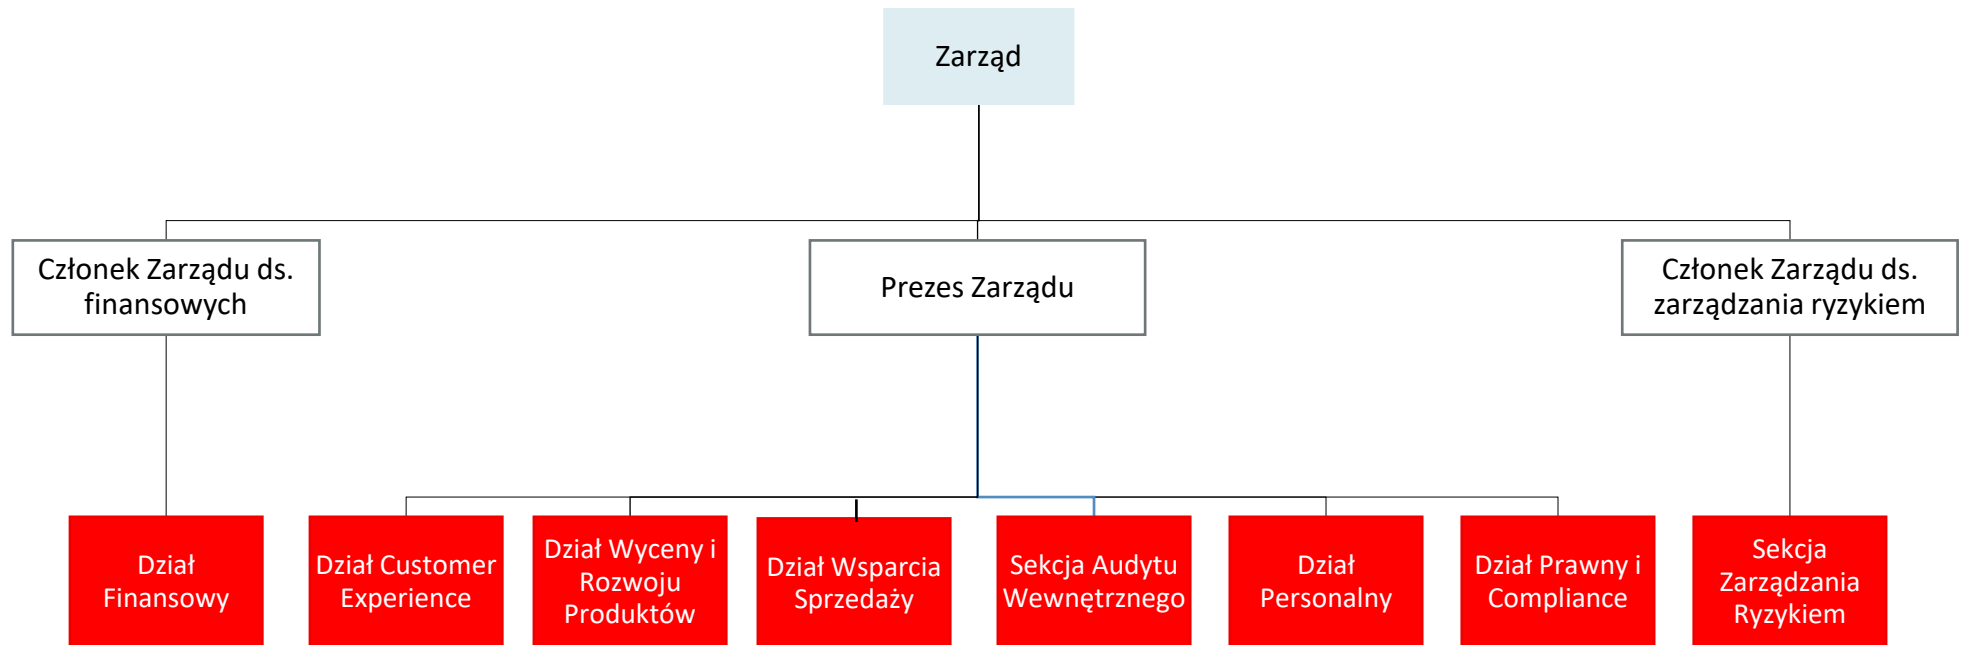 Zarząd
Członek Zarządu ds.
finansowych
Prezes Zarządu
Członek Zarządu ds.
zarządzania ryzykiem
Dział
Finansowy
Dział Customer
Experience
Dział Wyceny i
Rozwoju
Produktów
Dział Wsparcia
Sprzedaży
Sekcja Audytu
Wewnętrznego
Dział
Personalny
Dział Prawny i
Compliance
Sekcja
Zarządzania
Ryzykiem